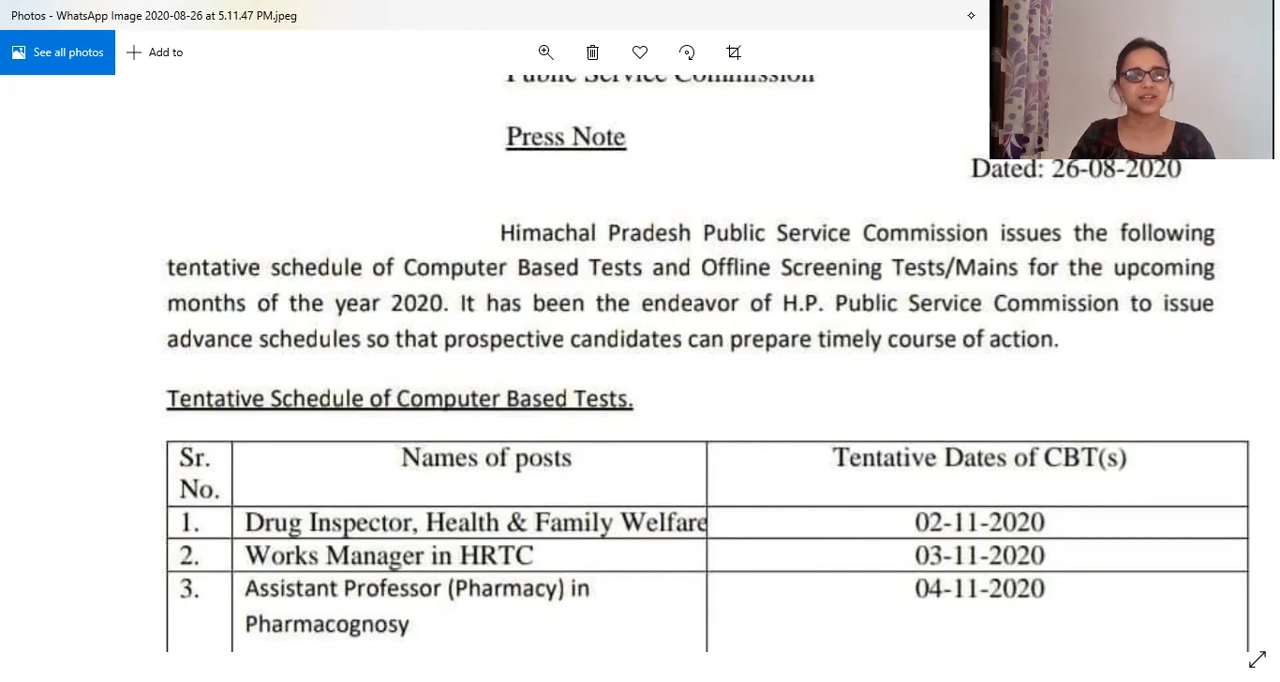 Photos - WhatsApp Image 2020-08-26 at 5.11.47 PM.jpeg
See all photos
Add to
Public Service Commission
Press Note
Dated: 26-08-2020
Himachal Pradesh Public Service Commission issues the following
tentative schedule of Computer Based Tests and Offline Screening Tests/Mains for the upcoming
months of the year 2020. It has been the endeavor of H.P. Public Service Commission to issue
advance schedules so that prospective candidates can prepare timely course of action.
Tentative Schedule of Computer Based Tests.
Sr. No. Names of posts Tentative Dates of CBT(s)
1. Drug Inspector, Health & Family Welfare 02-11-2020
2. Works Manager in HRTC 03-11-2020
3. Assistant Professor (Pharmacy) in 04-11-2020
Pharmacognosy